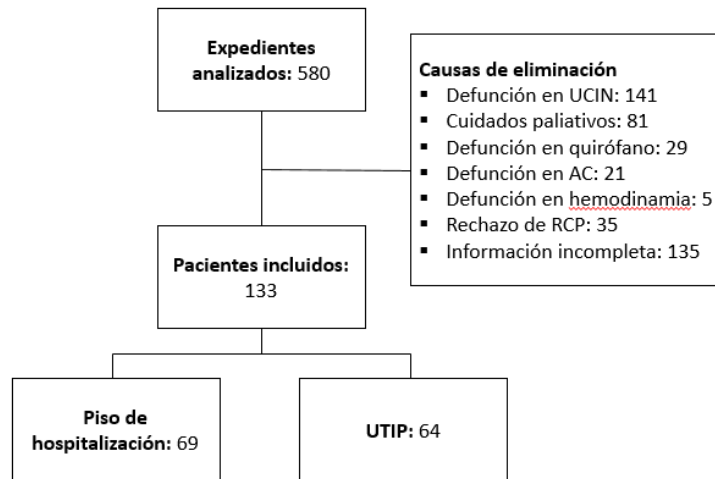 Expedientes
analizados: 580
Causas de eliminación
▪ Defunción en UCIN: 141
▪ Cuidados paliativos: 81
▪ Defunción en quirófano: 29
▪ Defunción en AC: 21
▪ Defunción en hemodinamia: 5
▪ Rechazo de RCP: 35
▪ Información incompleta: 135
Pacientes incluidos:
133
Piso de
hospitalización: 69
UTIP: 64